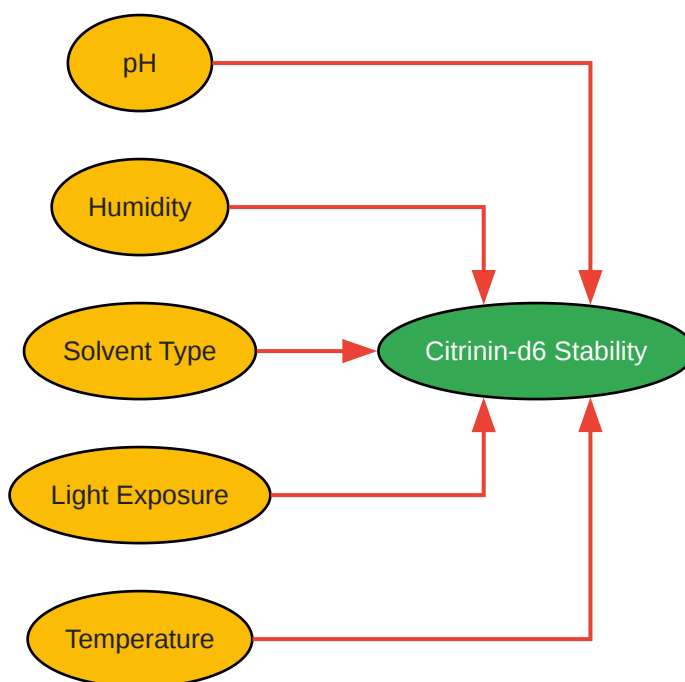 pH
Humidity
Solvent Type
Citrinin-d6 Stability
Light Exposure
Temperature